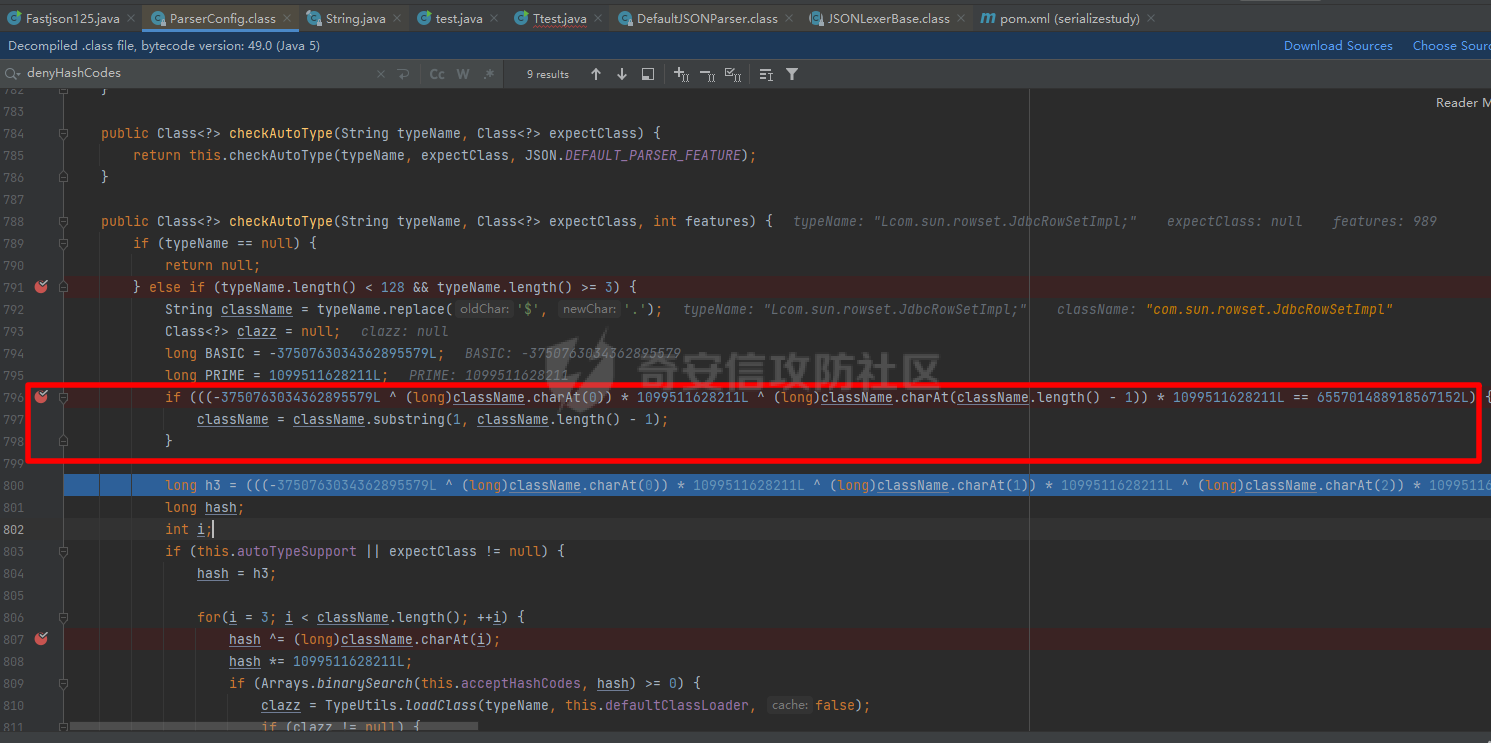 Fastjson125.java ParserConfig.class String.java test.java Ttest.java DefaultJSONParser.class JSONLexerBase.class pom.xml (serializestudy)
Decompiled .class file, bytecode version: 49.0 (Java 5) Download Sources Choose Sour
denyHashCodes Cc W .* 9 results
782 }
783 Reader M
784 public Class<?> checkAutoType(String typeName, Class<?> expectClass) {
785 return this.checkAutoType(typeName, expectClass, JSON.DEFAULT_PARSER_FEATURE);
786 }
787
788 public Class<?> checkAutoType(String typeName, Class<?> expectClass, int features) { typeName: "Lcom.sun.rowset.JdbcRowSetImpl;" expectClass: null features: 989
789 if (typeName == null) {
790 return null;
791 } else if (typeName.length() < 128 && typeName.length() >= 3) {
792 String className = typeName.replace( oldChar: '$', newChar: '.'); typeName: "Lcom.sun.rowset.JdbcRowSetImpl;" className: "com.sun.rowset.JdbcRowSetImpl"
793 Class<?> clazz = null; clazz: null
794 long BASIC = -3750763034362895579L; BASIC: -3750763034362895579
795 long PRIME = 1099511628211L; PRIME: 1099511628211
奇安信攻防社区
796 if (((-3750763034362895579L ^ (long)className.charAt(0)) * 1099511628211L ^ (long)className.charAt(className.length() - 1)) * 1099511628211L == 655701488918567152L) {
797 className = className.substring(1, className.length() - 1);
798 }
799
800 long h3 = (((-3750763034362895579L ^ (long)className.charAt(0)) * 1099511628211L ^ (long)className.charAt(1)) * 1099511628211L ^ (long)className.charAt(2)) * 10995116
801 long hash;
802 int i;
803 if (this.autoTypeSupport || expectClass != null) {
804 hash = h3;
805
806 for(i = 3; i < className.length(); ++i) {
807 hash ^= (long)className.charAt(i);
808 hash *= 1099511628211L;
809 if (Arrays.binarySearch(this.acceptHashCodes, hash) >= 0) {
810 clazz = TypeUtils.loadClass(typeName, this.defaultClassLoader, cache: false);
811 if (clazz != null) {